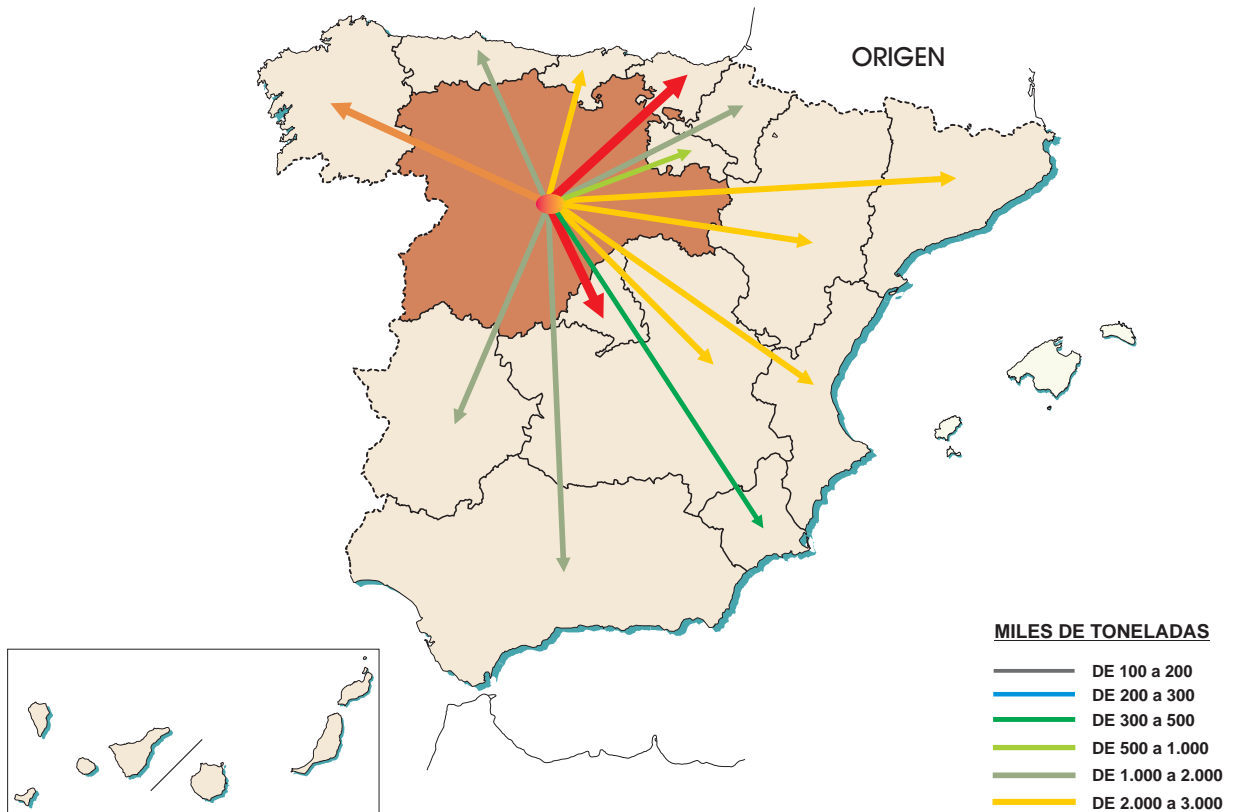 ORIGEN
MILES DE TONELADAS
DE 100 a 200
DE 200 a 300
DE 300 a 500
DE 500 a 1.000
DE 1.000 a 2.000
DE 2.000 a 3.000